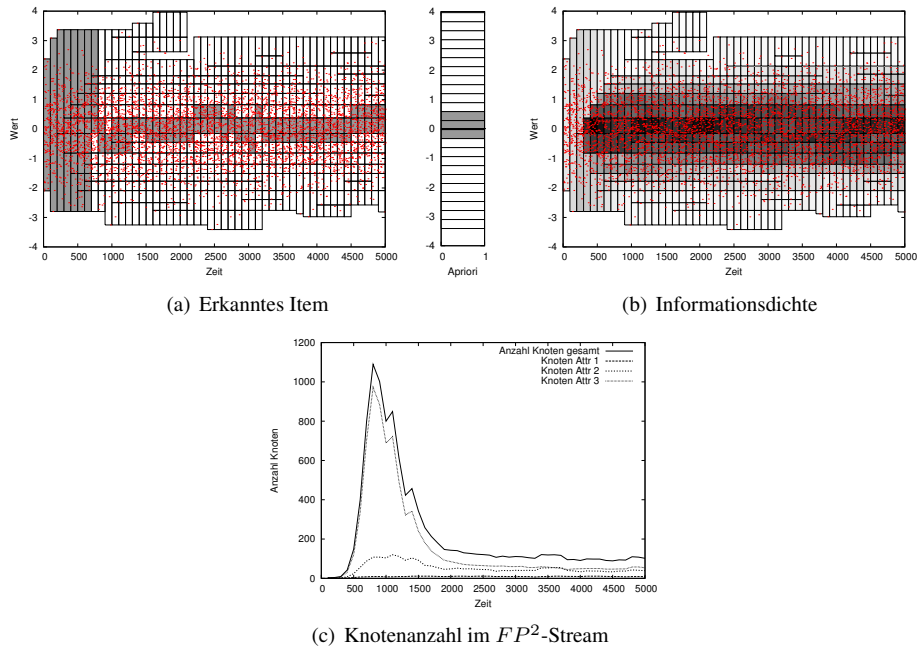 4
3
2
1
0
-1
-2
-3
-4
Wert
0 500 1000 1500 2000 2500 3000 3500 4000 4500 5000
Zeit
4
3
2
1
0
-1
-2
-3
-4
0 1
Apriori
4
3
2
1
0
-1
-2
-3
-4
Wert
0 500 1000 1500 2000 2500 3000 3500 4000 4500 5000
Zeit
(a) Erkanntes Item
(b) Informationsdichte
1200
1000
800
600
400
200
0
Anzahl Knoten
Anzahl Knoten gesamt
Knoten Attr 1
Knoten Attr 2
Knoten Attr 3
0 500 1000 1500 2000 2500 3000 3500 4000 4500 5000
Zeit
(c) Knotenanzahl im FP²-Stream